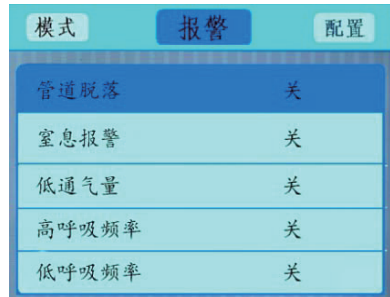 模式 报警 配置
管道脱落 关
室息报警 关
低通气量 关
高呼吸频率 关
低呼吸频率 关